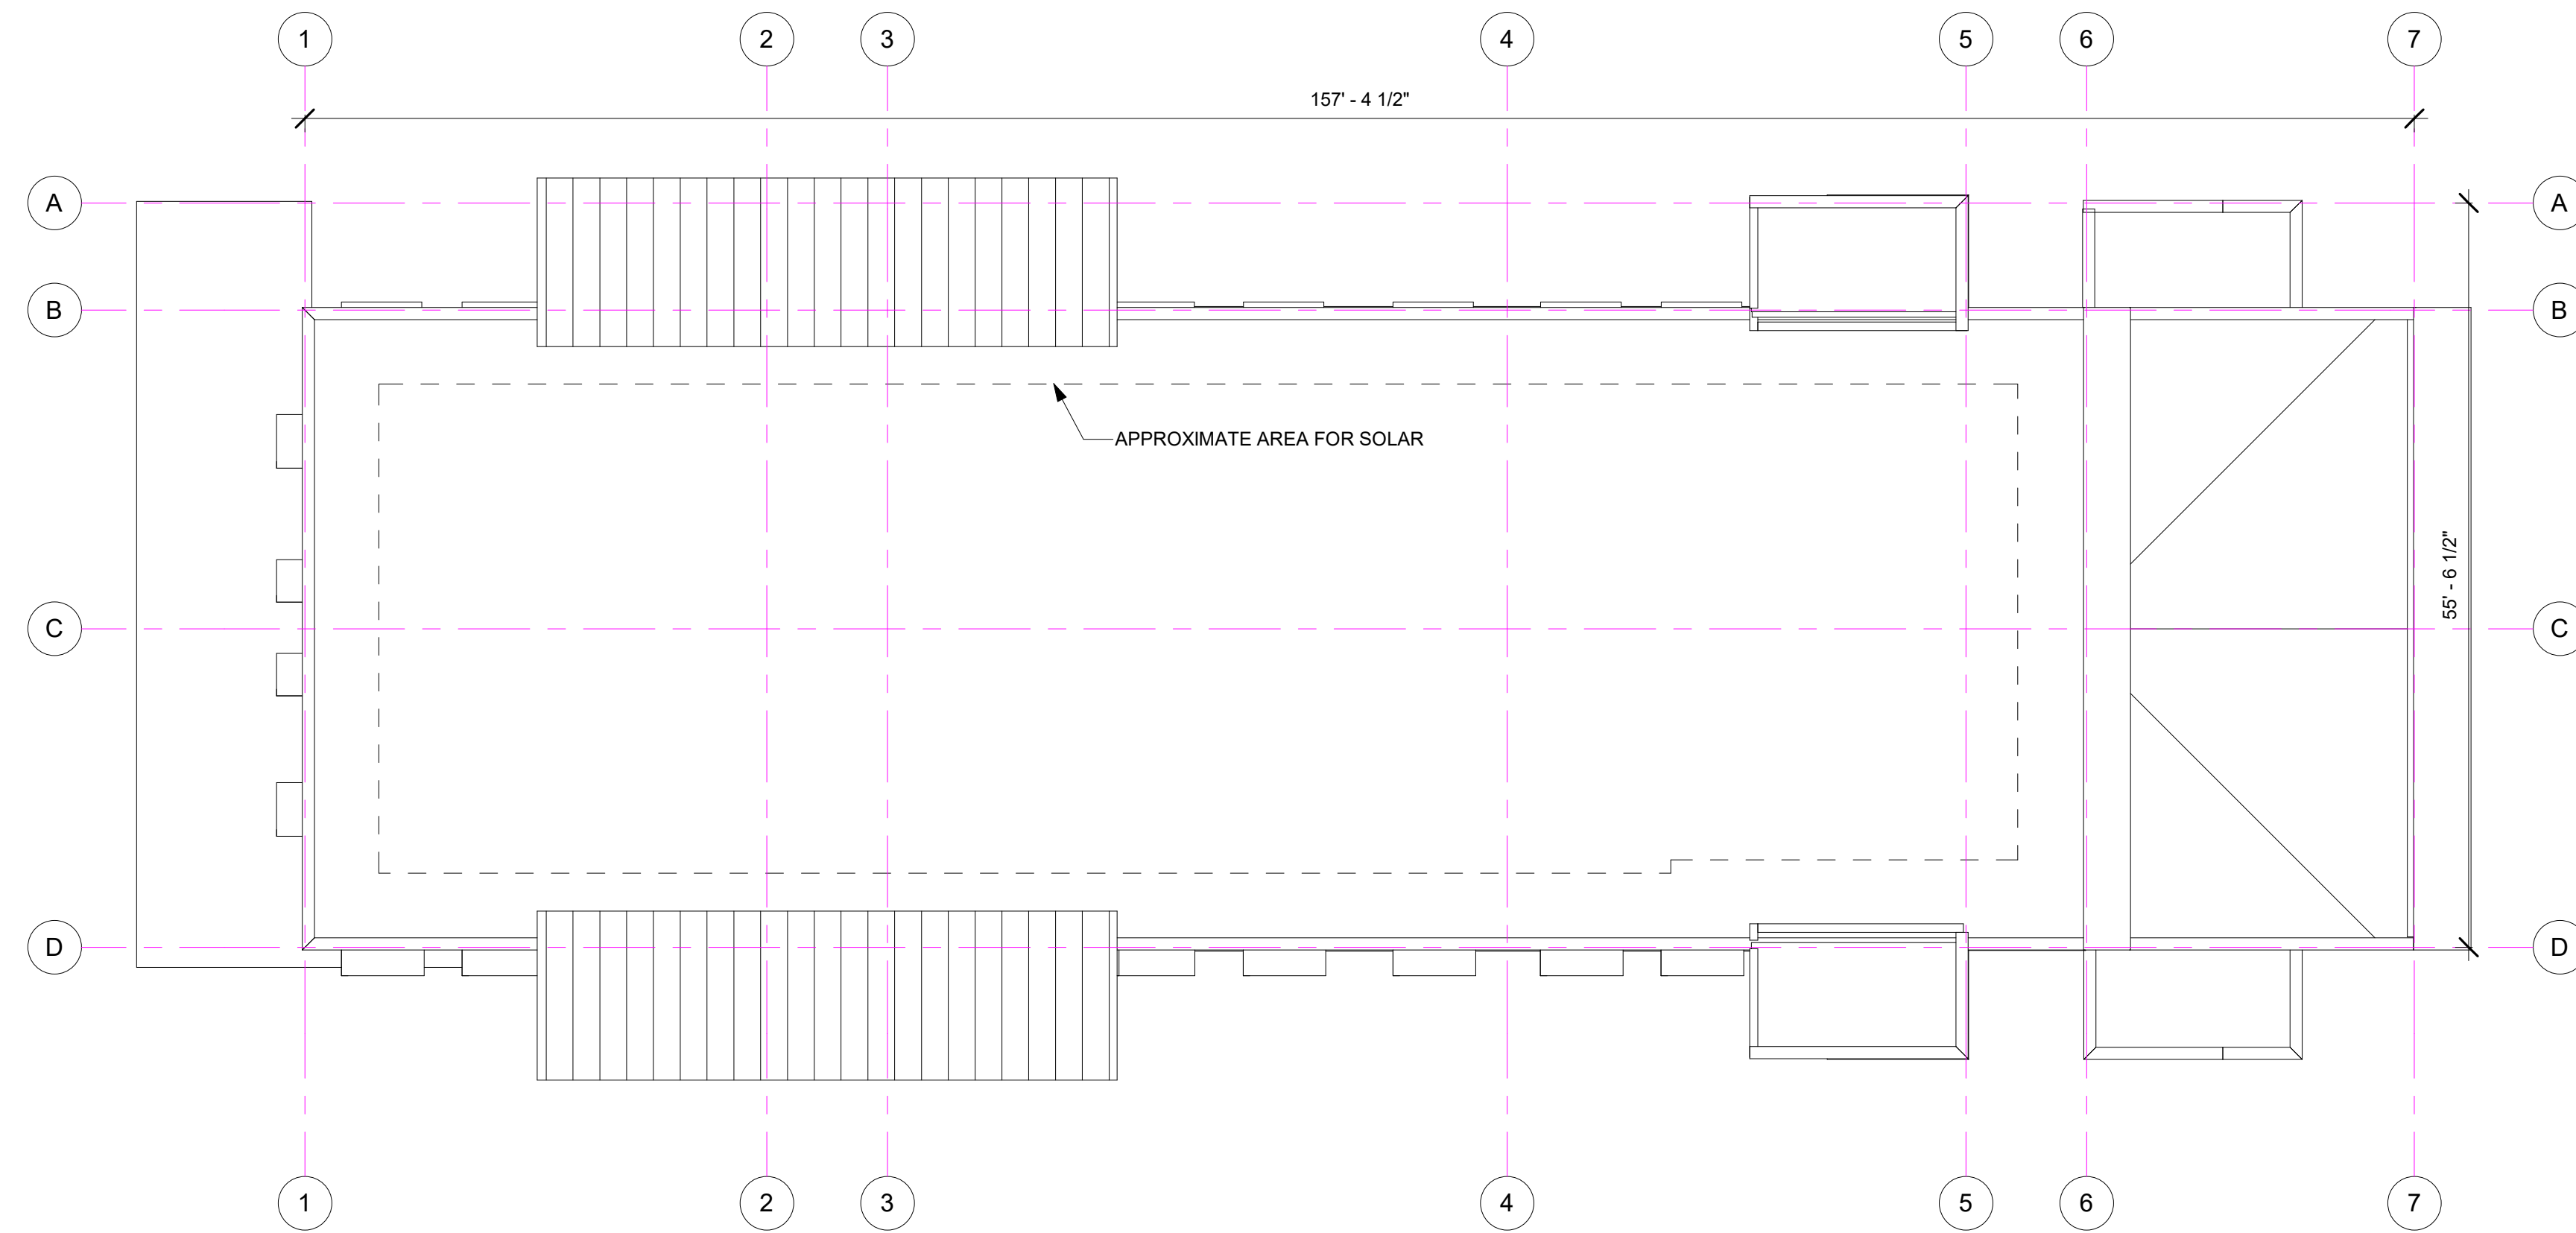 1 2 3 4 5 6 7
157' - 4 1/2"
A A
B B
APPROXIMATE AREA FOR SOLAR
55' - 6 1/2"
C C
D D
1 2 3 4 5 6 7